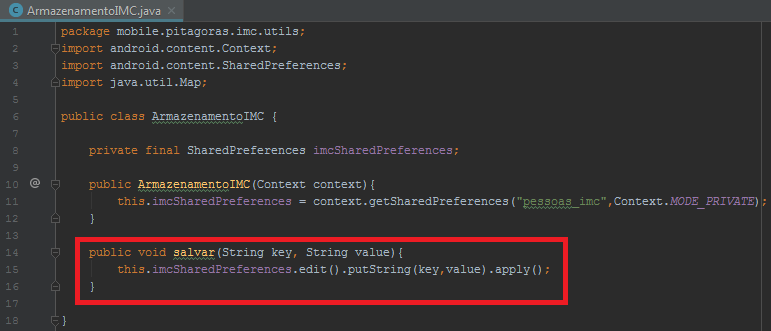 ArmazenamentoIMC.java
1 package mobile.pitagoras.imc.utils;
2 import android.content.Context;
3 import android.content.SharedPreferences;
4 import java.util.Map;
5
6 public class ArmazenamentoIMC {
7
8 private final SharedPreferences imcSharedPreferences;
9
10 @ public ArmazenamentoIMC(Context context){
11 this.imcSharedPreferences = context.getSharedPreferences("pessoas_imc",Context.MODE_PRIVATE);
12 }
13
14 public void salvar(String key, String value){
15 this.imcSharedPreferences.edit().putString(key,value).apply();
16 }
17
18 }